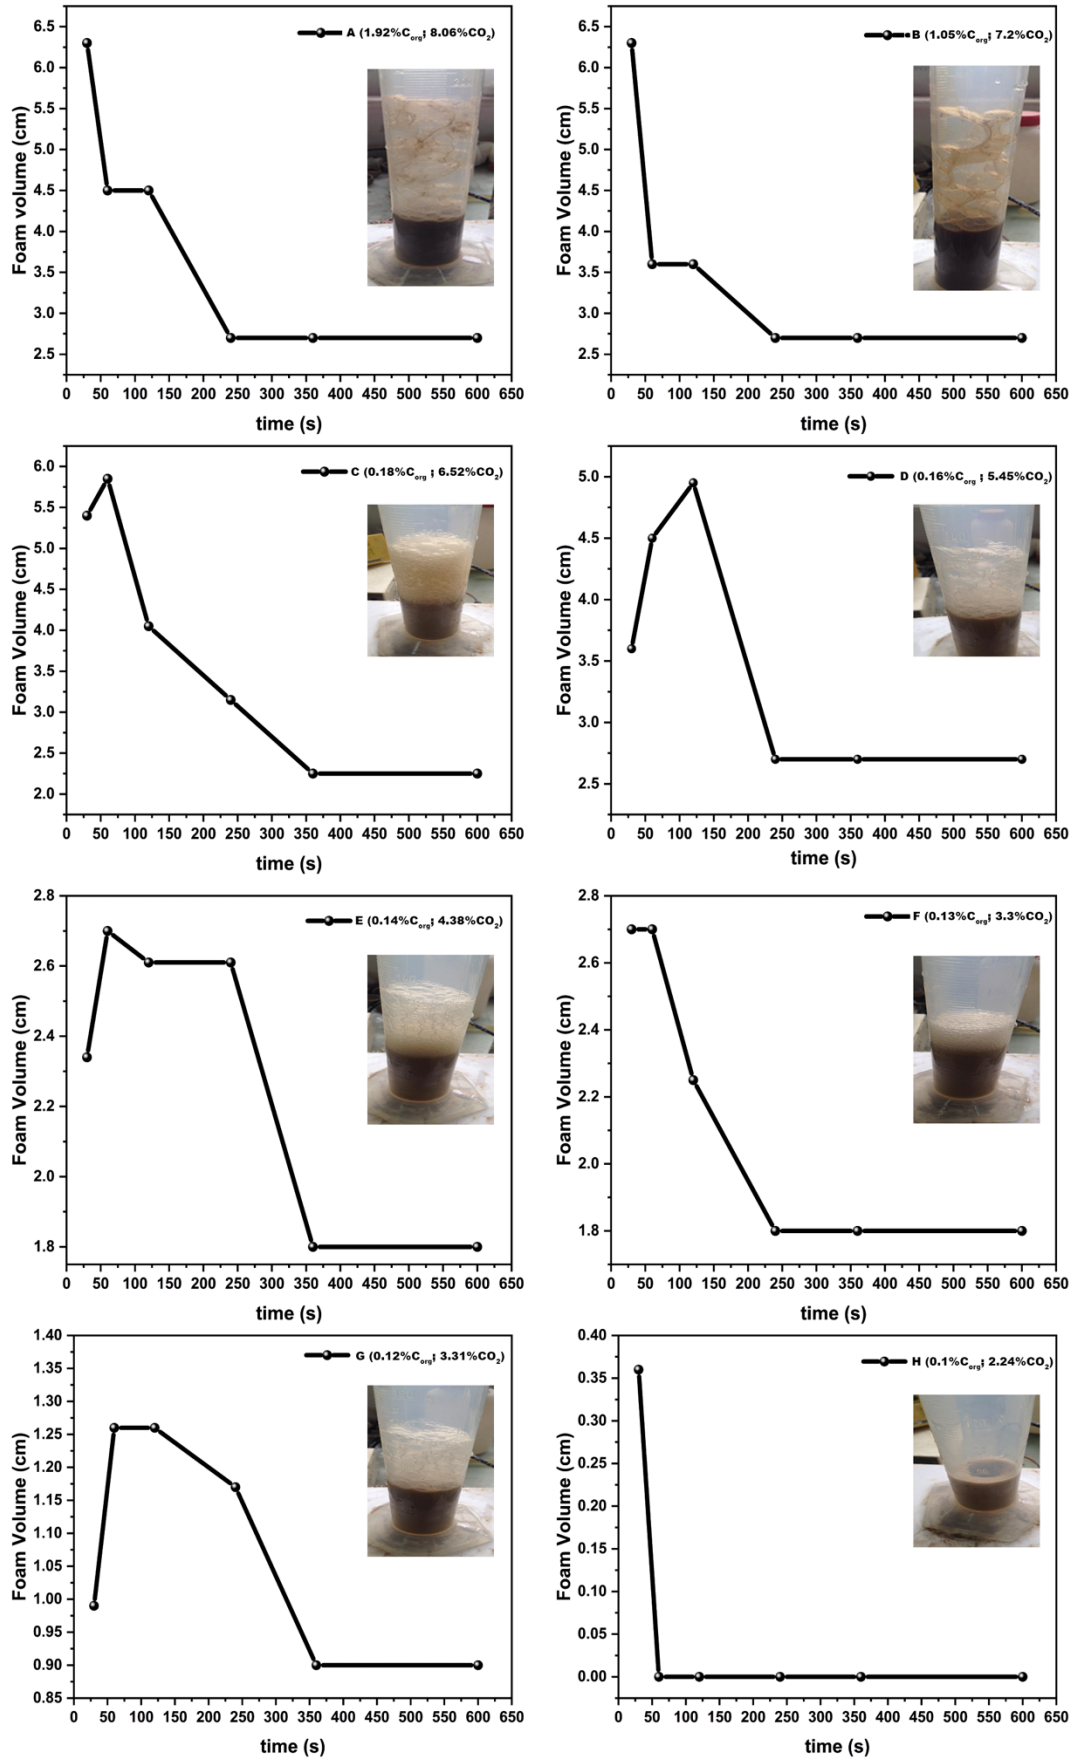 A (1.92%Corg; 8.06%CO2)
Foam volume (cm)
6.5
6.0
5.5
5.0
4.5
4.0
3.5
3.0
2.5
0 50 100 150 200 250 300 350 400 450 500 550 600 650
time (s)
B (1.05%Corg; 7.2%CO2)
Foam Volume (cm)
6.5
6.0
5.5
5.0
4.5
4.0
3.5
3.0
2.5
0 50 100 150 200 250 300 350 400 450 500 550 600 650
time (s)
C (0.18%Corg ; 6.52%CO2)
Foam Volume (cm)
6.0
5.5
5.0
4.5
4.0
3.5
3.0
2.5
2.0
0 50 100 150 200 250 300 350 400 450 500 550 600 650
time (s)
D (0.16%Corg ; 5.45%CO2)
Foam Volume (cm)
5.0
4.5
4.0
3.5
3.0
2.5
0 50 100 150 200 250 300 350 400 450 500 550 600 650
time (s)
E (0.14%Corg; 4.38%CO2)
Foam Volume (cm)
2.8
2.6
2.4
2.2
2.0
1.8
0 50 100 150 200 250 300 350 400 450 500 550 600 650
time (s)
F (0.13%Corg; 3.3%CO2)
Foam Volume (cm)
2.8
2.6
2.4
2.2
2.0
1.8
0 50 100 150 200 250 300 350 400 450 500 550 600 650
time (s)
G (0.12%Corg; 3.31%CO2)
Foam Volume (cm)
1.40
1.35
1.30
1.25
1.20
1.15
1.10
1.05
1.00
0.95
0.90
0.85
0 50 100 150 200 250 300 350 400 450 500 550 600 650
time (s)
H (0.1%Corg; 2.24%CO2)
Foam Volume (cm)
0.40
0.35
0.30
0.25
0.20
0.15
0.10
0.05
0.00
0 50 100 150 200 250 300 350 400 450 500 550 600 650
time (s)